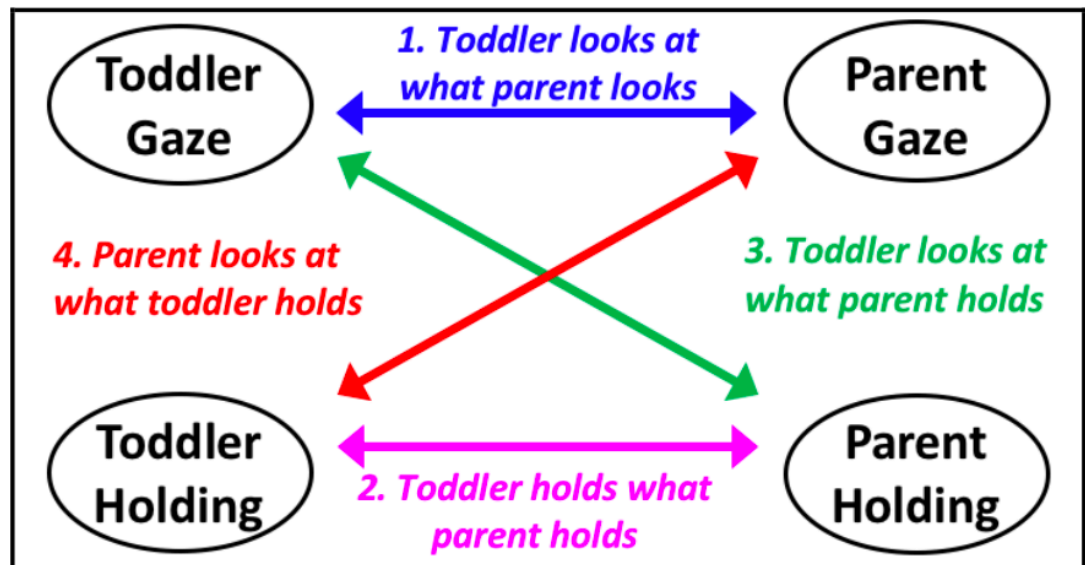 Toddler
Gaze
1. Toddler looks at
what parent looks
Parent
Gaze
4. Parent looks at
what toddler holds
3. Toddler looks at
what parent holds
Toddler
Holding
2. Toddler holds what
parent holds
Parent
Holding